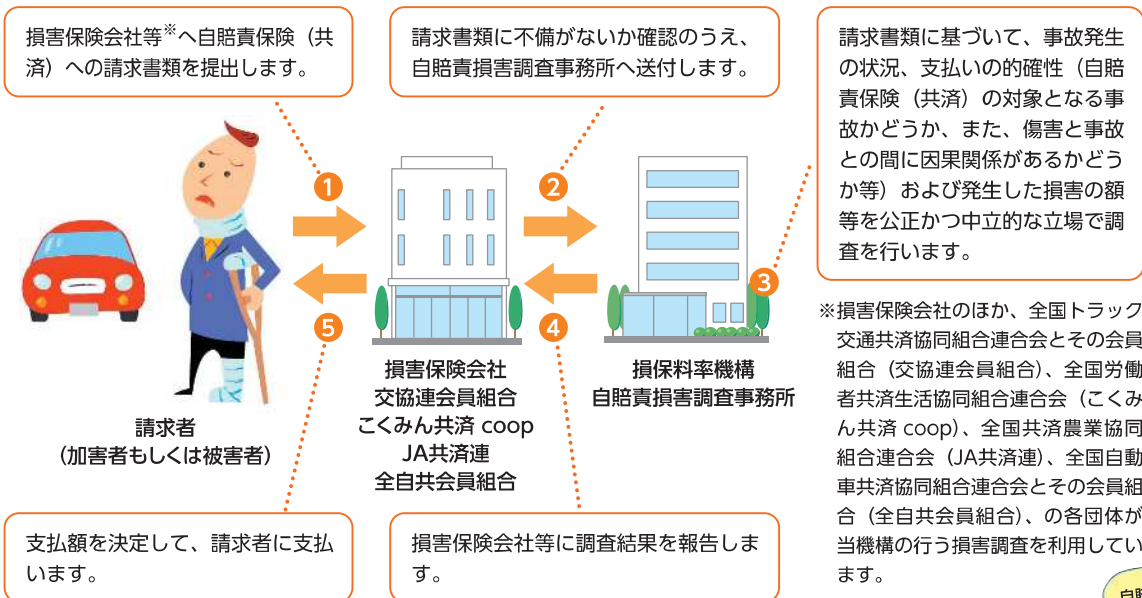 損害保険会社等※へ自賠責保険（共
済）への請求書類を提出します。
請求書類に不備がないか確認のうえ、
自賠責損害調査事務所へ送付します。
請求書類に基づいて、事故発生
の状況、支払いの的確性（自賠
責保険（共済）の対象となる事
故かどうか、また、傷害と事故
との間に因果関係があるかどう
か等）および発生した損害の額
等を公正かつ中立的な立場で調
査を行います。
1
2
3
5
4
請求者
（加害者もしくは被害者）
損害保険会社
交協連会員組合
こくみん共済 coop
JA共済連
全自共会員組合
損保料率機構
自賠責損害調査事務所
※損害保険会社のほか、全国トラック
交通共済協同組合連合会とその会員
組合（交協連会員組合）、全国労働
者共済生活協同組合連合会（こくみ
ん共済 coop）、全国共済農業協同
組合連合会（JA共済連）、全国自動
車共済協同組合連合会とその会員組
合（全自共会員組合）、の各団体が
当機構の行う損害調査を利用してい
ます。
支払額を決定して、請求者に支払
います。
損害保険会社等に調査結果を報告しま
す。